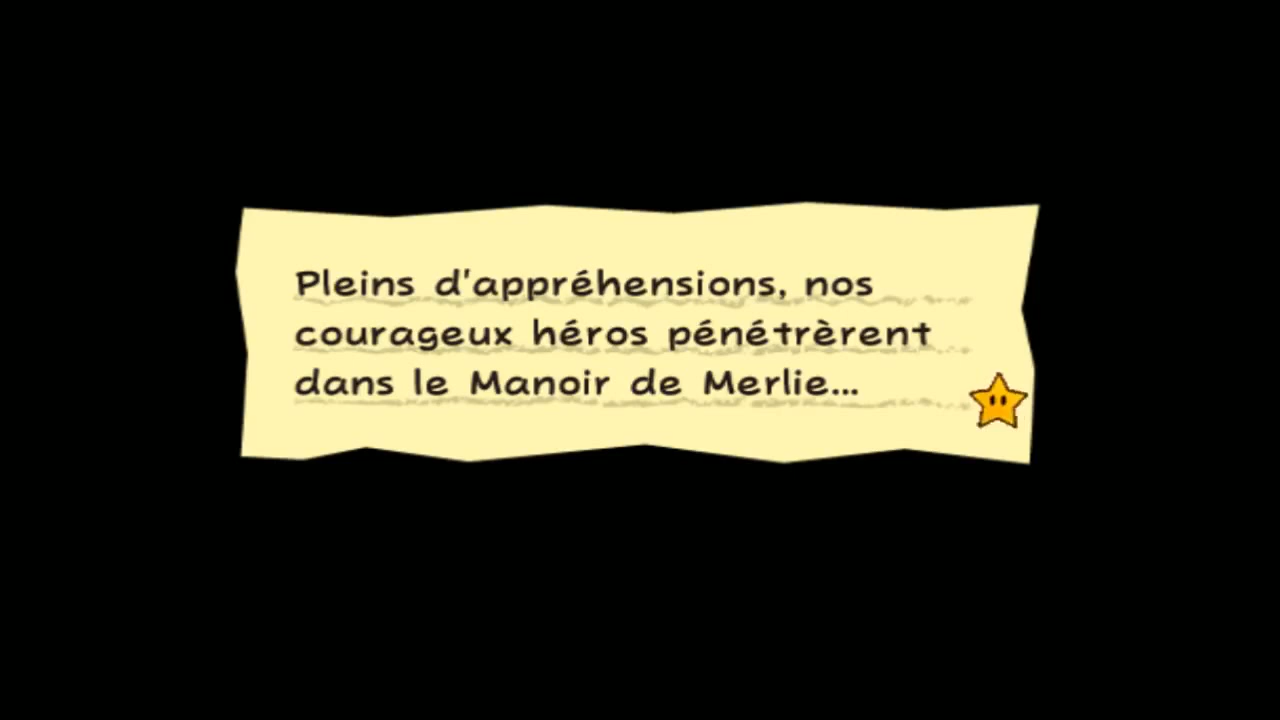 Pleins d'appréhensions, nos
courageux héros pénétrèrent
dans le Manoir de Merlie...